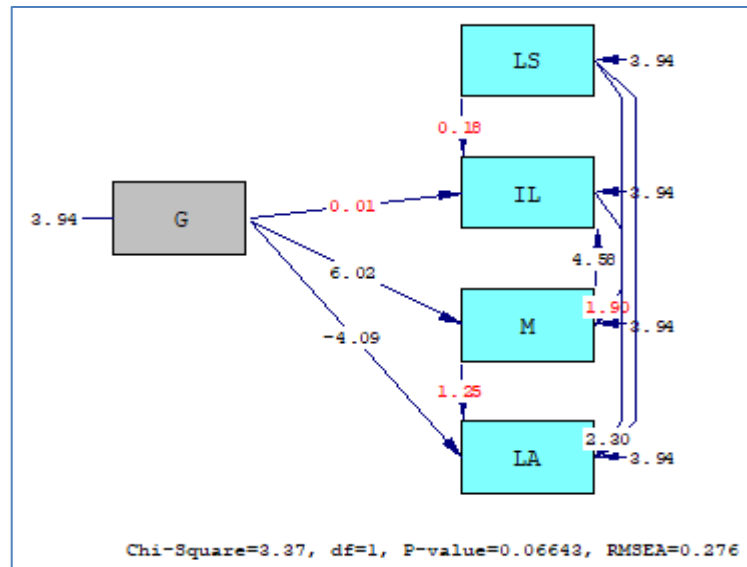 LS
3.94
0.18
3.94
G
0.01
IL
3.94
4.58
6.02
M
1.90
3.94
-4.09
1.25
2.30
LA
3.94
Chi-Square=3.37, df=1, P-value=0.06643, RMSEA=0.276